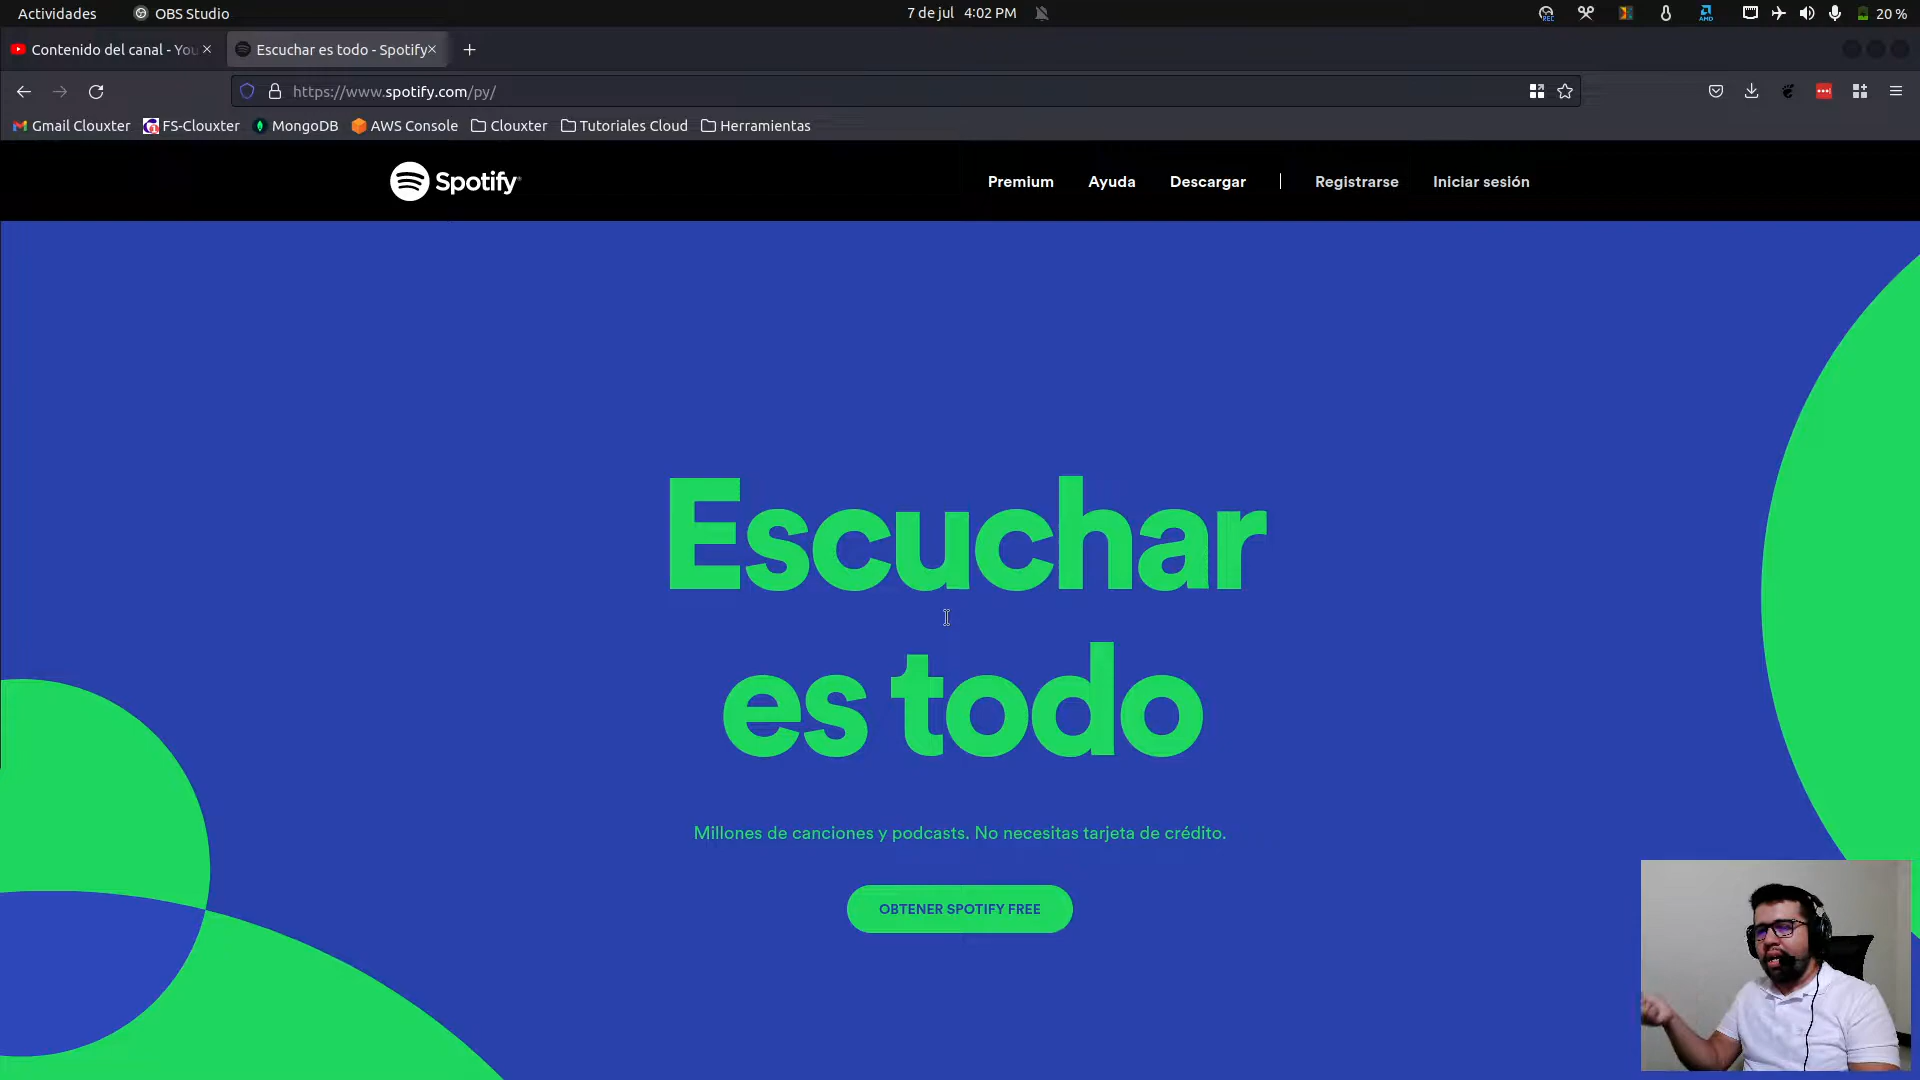 Actividades OBS Studio 7 de jul 4:02 PM REC AMD 20 %
Contenido del canal - You Escuchar es todo - Spotify
https://www.spotify.com/py/
Gmail Clouxter FS-Clouxter MongoDB AWS Console Clouxter Tutoriales Cloud Herramientas
Spotify® Premium Ayuda Descargar | Registrarse Iniciar sesión
Escuchar
es todo
Millones de canciones y podcasts. No necesitas tarjeta de crédito.
OBTENER SPOTIFY FREE